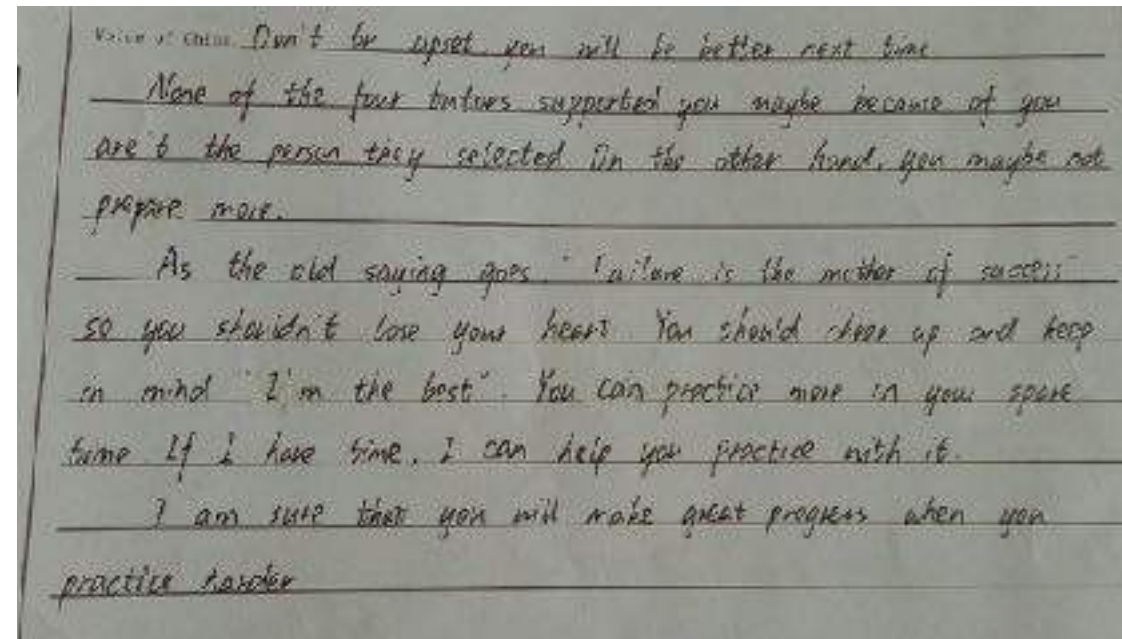 Voice of China. Don't be upset you will be better next time
None of the four tutors supported you maybe because of you
are't the person they selected On the other hand, you maybe not
prepare more.
As the old saying goes. "Failure is the mother of success"
so you shouldn't lose your heart You should cheer up and keep
in mind "I'm the best". You can practice more in your spare
time If I have time, I can help you practice with it.
I am sure that you will make great progress when you
practice harder